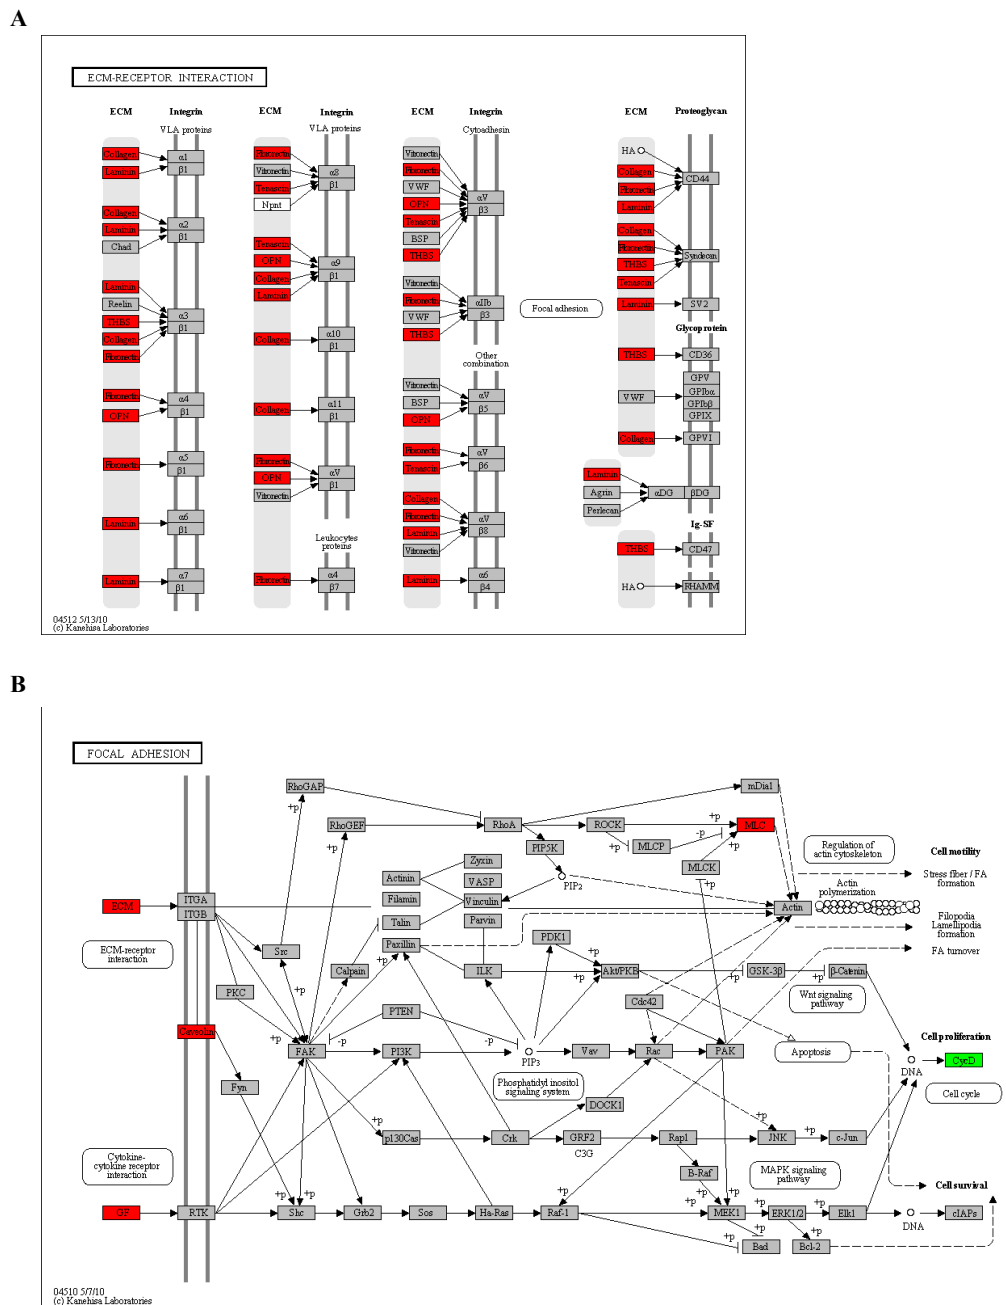 A
ECM-RECEPTOR INTERACTION
ECM Integrin
VLA proteins
Collagen
Laminin
α1
β1
Collagen
Laminin
Chad
α2
β1
Laminin
Reelin
THBS
Collagen
Fibronectin
α3
β1
Fibronectin
OPN
α4
β1
Fibronectin
α5
β1
Laminin
α6
β1
Laminin
α7
β1
ECM Integrin
VLA proteins
Fibronectin
Vitronectin
Tenascin
Npnt
α8
β1
Tenascin
OPN
Collagen
Laminin
α9
β1
Collagen
α10
β1
Collagen
α11
β1
Fibronectin
OPN
Vitronectin
αV
β1
Leukocytes
proteins
Fibronectin
α4
β7
ECM Integrin
Cytoadhesin
Vitronectin
Fibronectin
VWF
OPN
Tenascin
BSP
THBS
αV
β3
Vitronectin
Fibronectin
VWF
THBS
αIIb
β3
Other
combination
Vitronectin
BSP
OPN
αV
β5
Fibronectin
Tenascin
αV
β6
Collagen
Fibronectin
Laminin
Vitronectin
αV
β8
Laminin
α6
β4
Focal adhesion
ECM Proteoglycan
HA
Collagen
Fibronectin
Laminin
CD44
Collagen
Fibronectin
THBS
Tenascin
Syndecan
Laminin
SV2
Glycoprotein
THBS
CD36
VWF
GPV
GPIbα
GPIbβ
GPIX
Collagen
GPVI
Laminin
Agrin
Perlecan
αDG
βDG
Ig-SF
THBS
CD47
HA
RHAMM
04512 5/13/10
(c) Kanehisa Laboratories
B
FOCAL ADHESION
RhoGAP
mDia1
+p
+p
RhoGEF
RhoA
ROCK
+p
MLC
-p
+p
PIP5K
+p
MLCP
MLCK
+p
Regulation of
actin cytoskeleton
Cell motility
Stress fiber / FA
formation
Zyxin
Actinin
VASP
PIP2
Filamin
Vinculin
Actin
polymerization
Actin
ECM
ITGA
ITGB
Talin
Parvin
Filopodia
Lamellipodia
formation
ECM-receptor
interaction
Src
Paxillin
PDK1
+p
FA turnover
Calpain
+p
ILK
+p
Akt/PKB
GSK-3β
β-Catenin
+p
PKC
Cdc42
Wnt signaling
pathway
PTEN
Caveolin
+p
-p
-p
Cell proliferation
FAK
PI3K
PIP3
Vav
Rac
PAK
Apoptosis
DNA
CycD
Fyn
Phosphatidyl inositol
signaling system
Cell cycle
DOCK1
+p
+p
p130Cas
Crk
GRF2
C3G
Rap1
JNK
+p
c-Jun
Cytokine-
cytokine receptor
interaction
B-Raf
MAPK signaling
pathway
+p
+p
Cell survival
+p
+p
+p
GF
RTK
Shc
Grb2
Sos
Ha-Ras
Raf-1
MEK1
+p
ERK1/2
+p
Elk1
DNA
cIAPs
+p
+p
Bad
Bcl-2
04510 5/7/10
(c) Kanehisa Laboratories